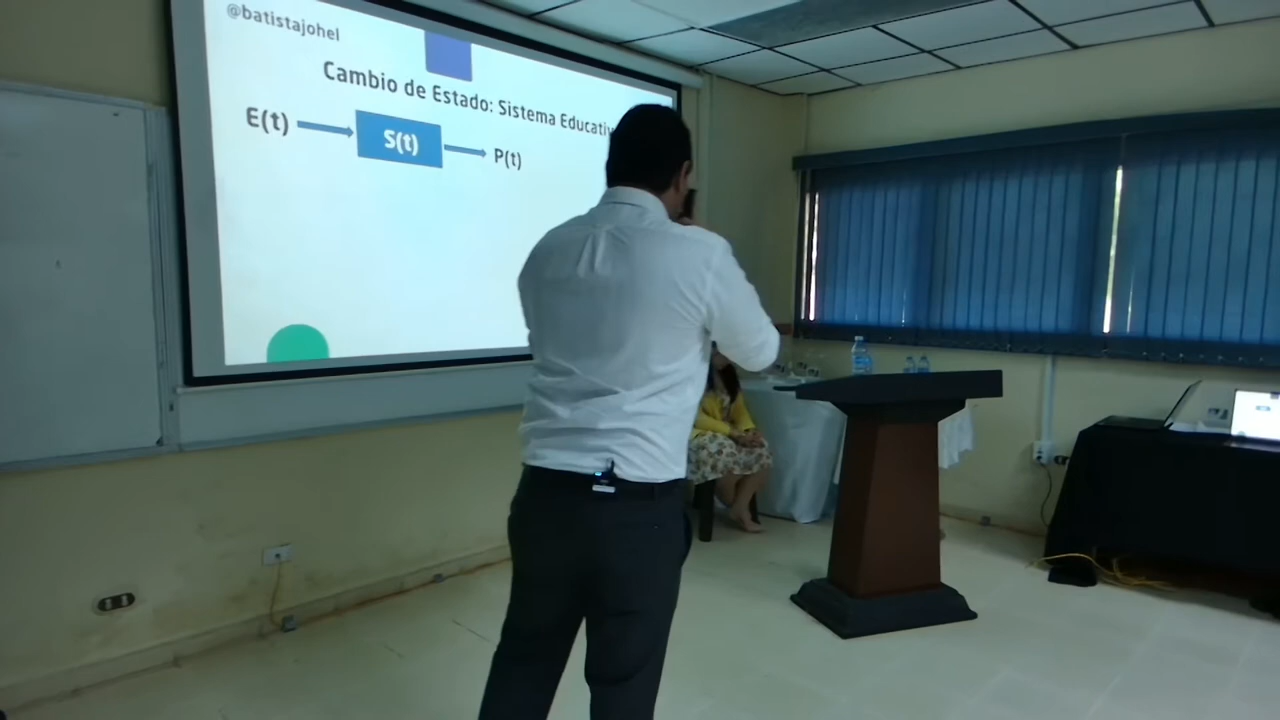 @batistajohel
Cambio de Estado: Sistema Educativ
E(t) S(t) P(t)